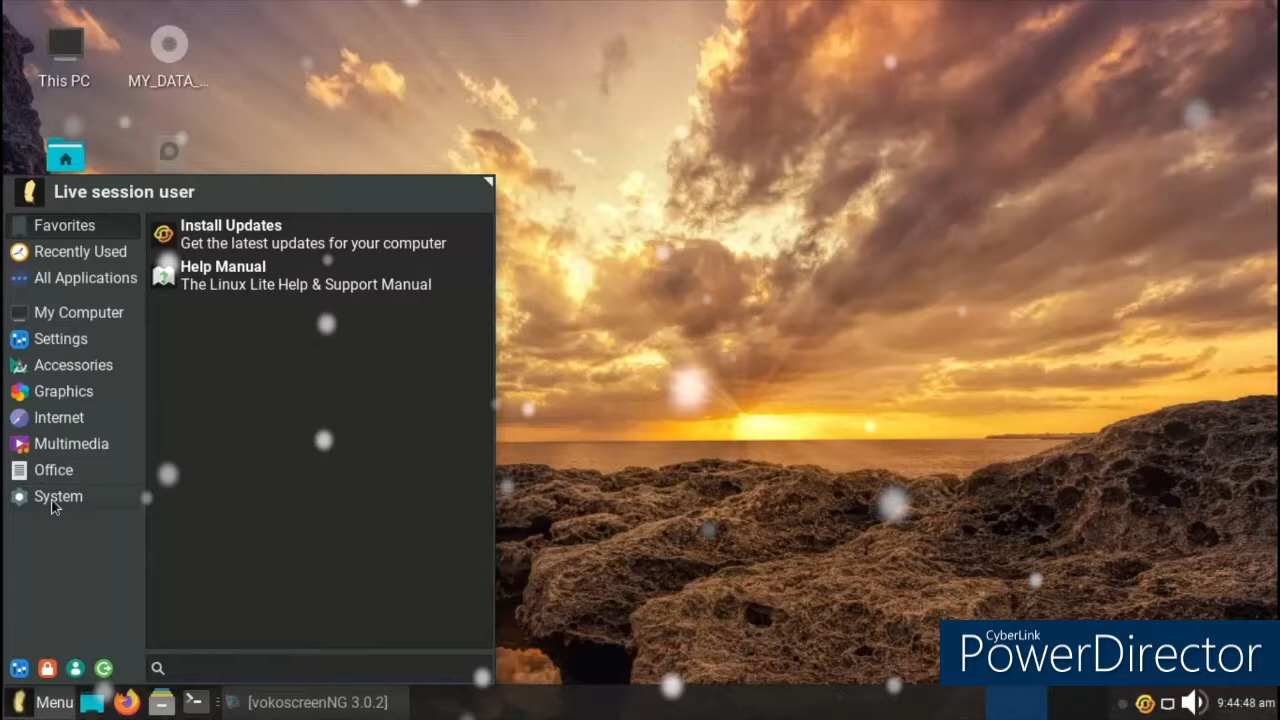 This PC
MY_DATA_...
Live session user
Favorites
Recently Used
All Applications
My Computer
Settings
Accessories
Graphics
Internet
Multimedia
Office
System
Install Updates
Get the latest updates for your computer
Help Manual
The Linux Lite Help & Support Manual
CyberLink
PowerDirector
Menu
[vokoscreenNG 3.0.2]
9:44:48 am